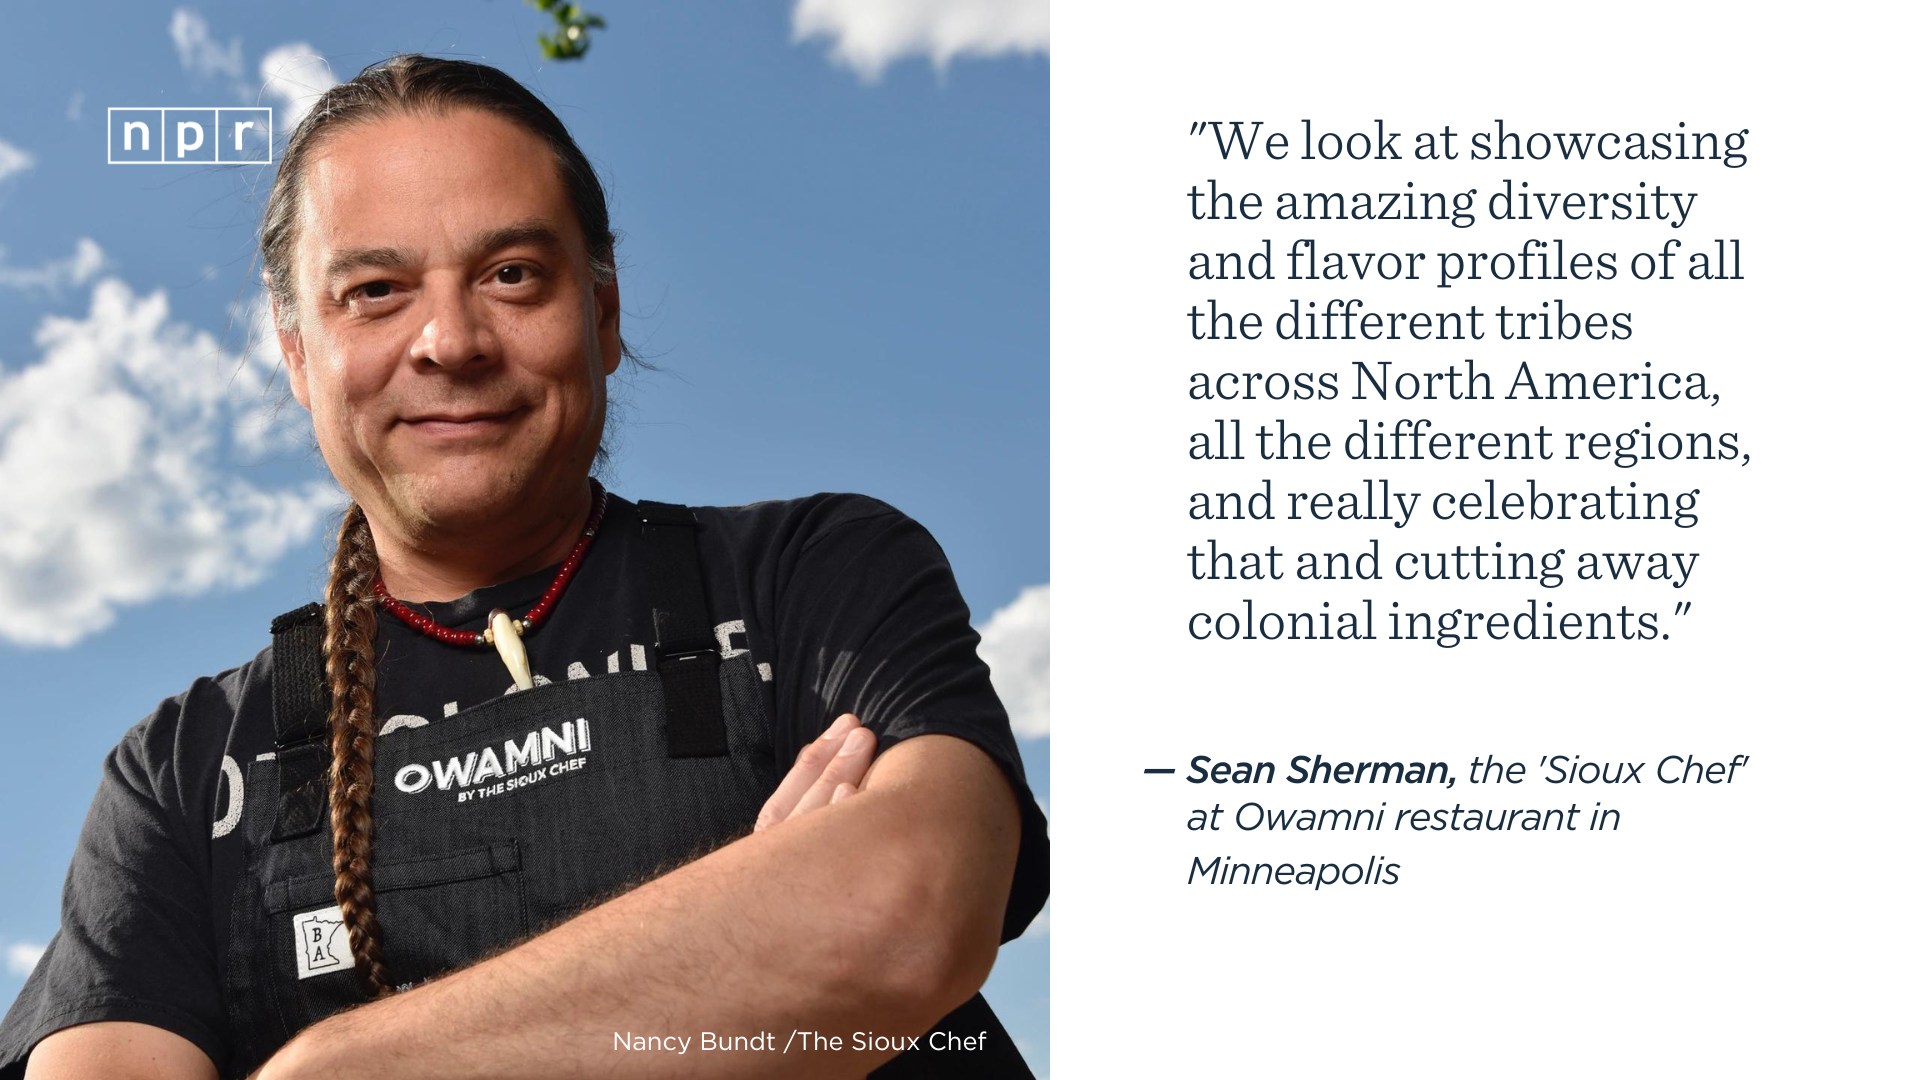 npr
"We look at showcasing
the amazing diversity
and flavor profiles of all
the different tribes
across North America,
all the different regions,
and really celebrating
that and cutting away
colonial ingredients."
— Sean Sherman, the 'Sioux Chef'
at Owamni restaurant in
Minneapolis
OWAMNI
BY THE SIOUX CHEF
B
A
Nancy Bundt /The Sioux Chef